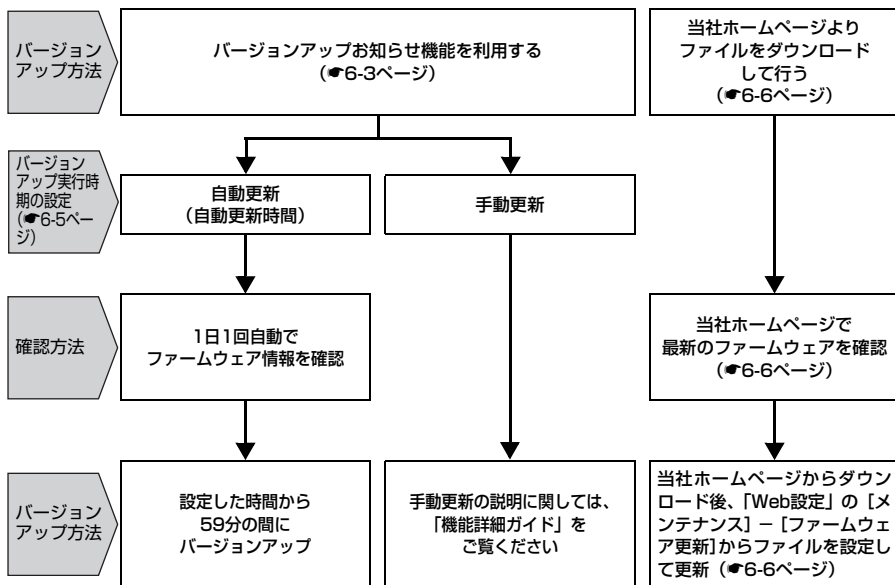 バージョン
アップ方法
バージョンアップお知らせ機能を利用する
（☛6-3ページ）
当社ホームページより
ファイルをダウンロード
して行う
（☛6-6ページ）
バージョン
アップ実行時
期の設定
（☛6-5ペー
ジ）
自動更新
（自動更新時間）
手動更新
確認方法
1日1回自動で
ファームウェア情報を確認
当社ホームページで
最新のファームウェアを確認
（☛6-6ページ）
バージョン
アップ方法
設定した時間から
59分の間に
バージョンアップ
手動更新の説明に関しては、
「機能詳細ガイド」を
ご覧ください
当社ホームページからダウン
ロード後、「Web設定」の［メ
ンテナンス］－［ファームウェ
ア更新］からファイルを設定し
て更新（☛6-6ページ）